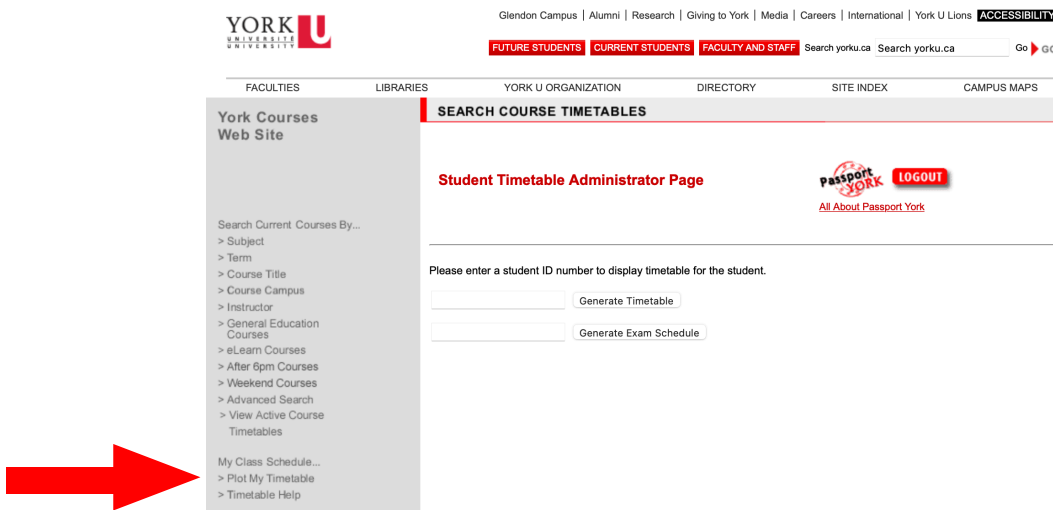 Glendon Campus | Alumni | Research | Giving to York | Media | Careers | International | York U Lions ACCESSIBILITY
YORK U
UNIVERSITÉ
UNIVERSITY
FUTURE STUDENTS CURRENT STUDENTS FACULTY AND STAFF Search yorku.ca Search yorku.ca Go GO
FACULTIES LIBRARIES YORK U ORGANIZATION DIRECTORY SITE INDEX CAMPUS MAPS
York Courses
Web Site
SEARCH COURSE TIMETABLES
Student Timetable Administrator Page
Passport YORK LOGOUT
All About Passport York
Search Current Courses By...
> Subject
> Term
> Course Title
> Course Campus
> Instructor
> General Education
Courses
> eLearn Courses
> After 6pm Courses
> Weekend Courses
> Advanced Search
> View Active Course
Timetables
My Class Schedule...
> Plot My Timetable
> Timetable Help
Please enter a student ID number to display timetable for the student.
Generate Timetable
Generate Exam Schedule